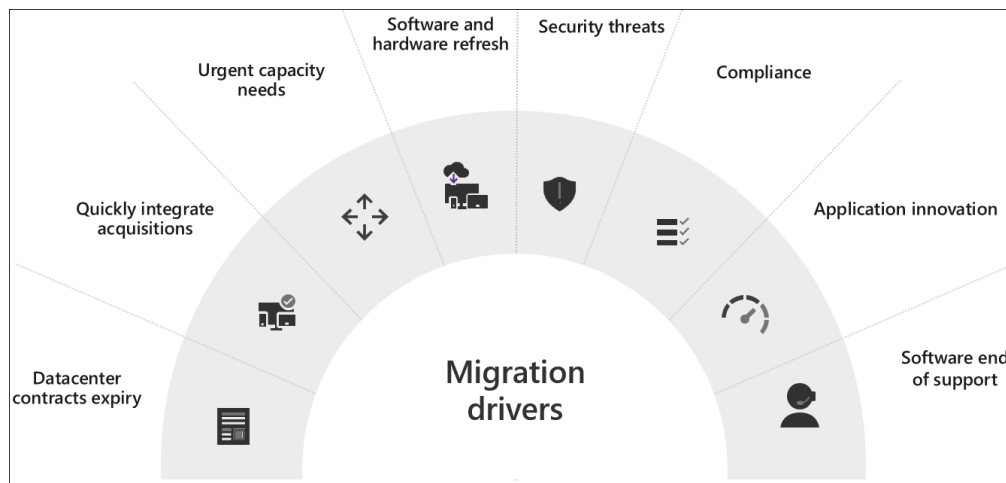 Software and
hardware refresh
Security threats
Urgent capacity
needs
Compliance
Quickly integrate
acquisitions
Application innovation
Datacenter
contracts expiry
Software end
of support
Migration
drivers